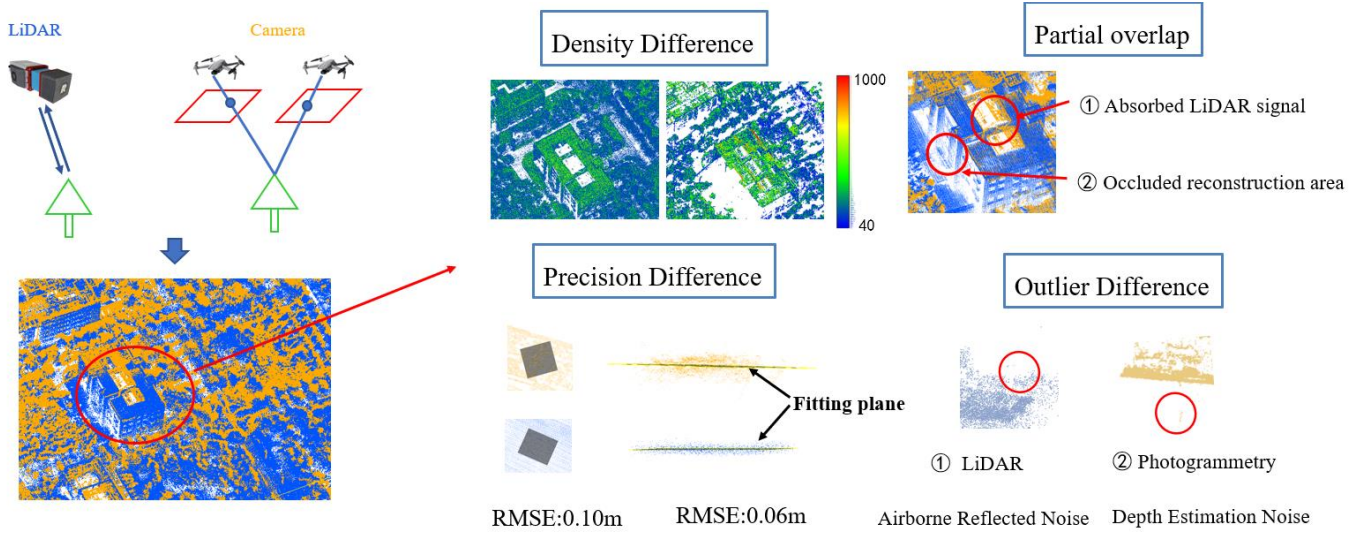 LiDAR
Camera
Density Difference
1000
40
Partial overlap
① Absorbed LiDAR signal
② Occluded reconstruction area
Precision Difference
Fitting plane
RMSE:0.10m
RMSE:0.06m
Outlier Difference
① LiDAR
② Photogrammetry
Airborne Reflected Noise
Depth Estimation Noise